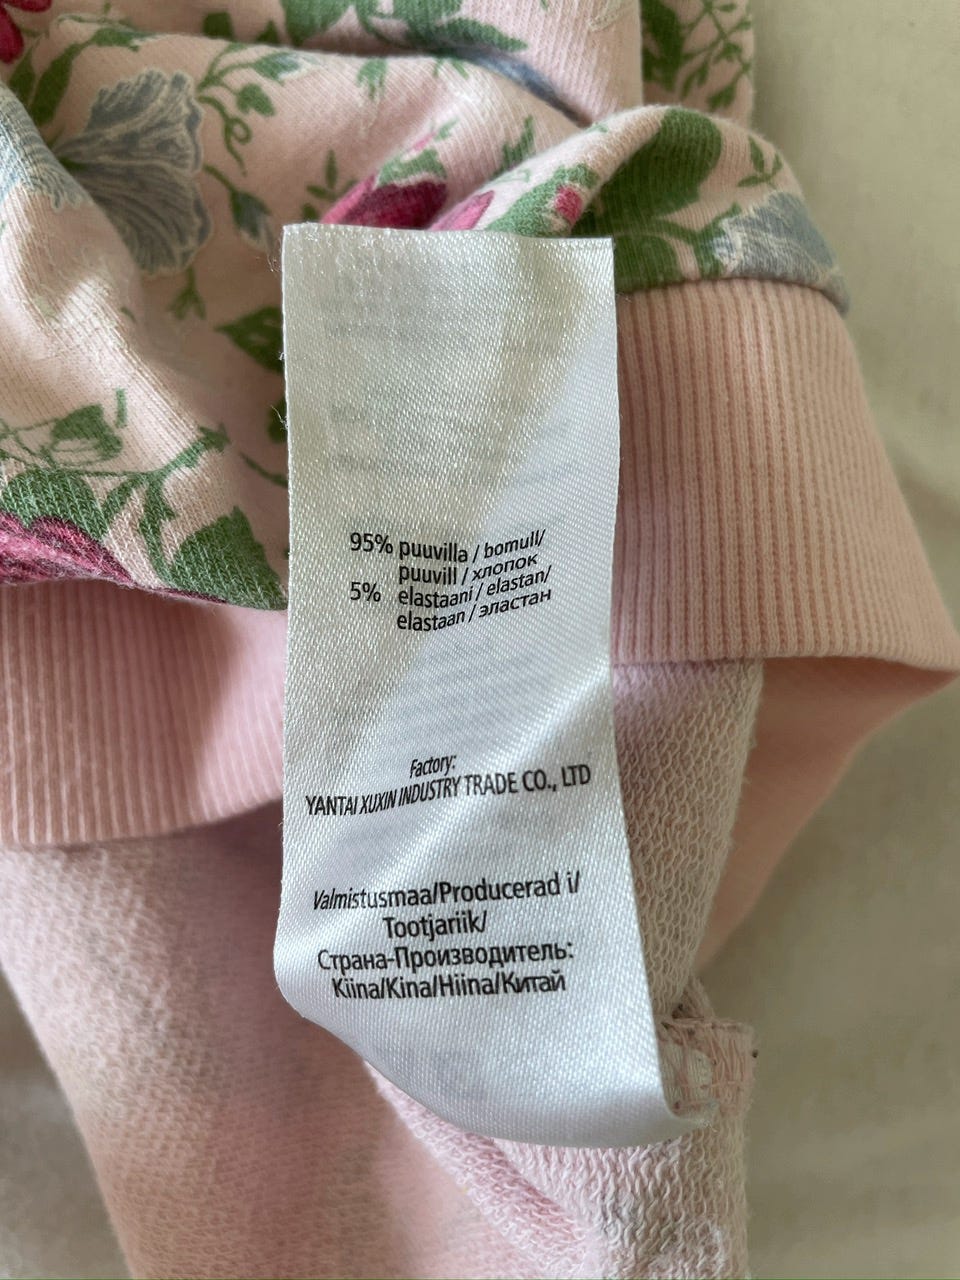 95% puuvilla / bomull/
puuvill / хлопок
5% elastaani / elastan/
elastaan / эластан
Factory:
YANTAI XUXIN INDUSTRY TRADE CO., LTD
Valmistusmaa/Producerad i/
Tootjariik/
Страна-Производитель:
Kiina/Kina/Hiina/Китай